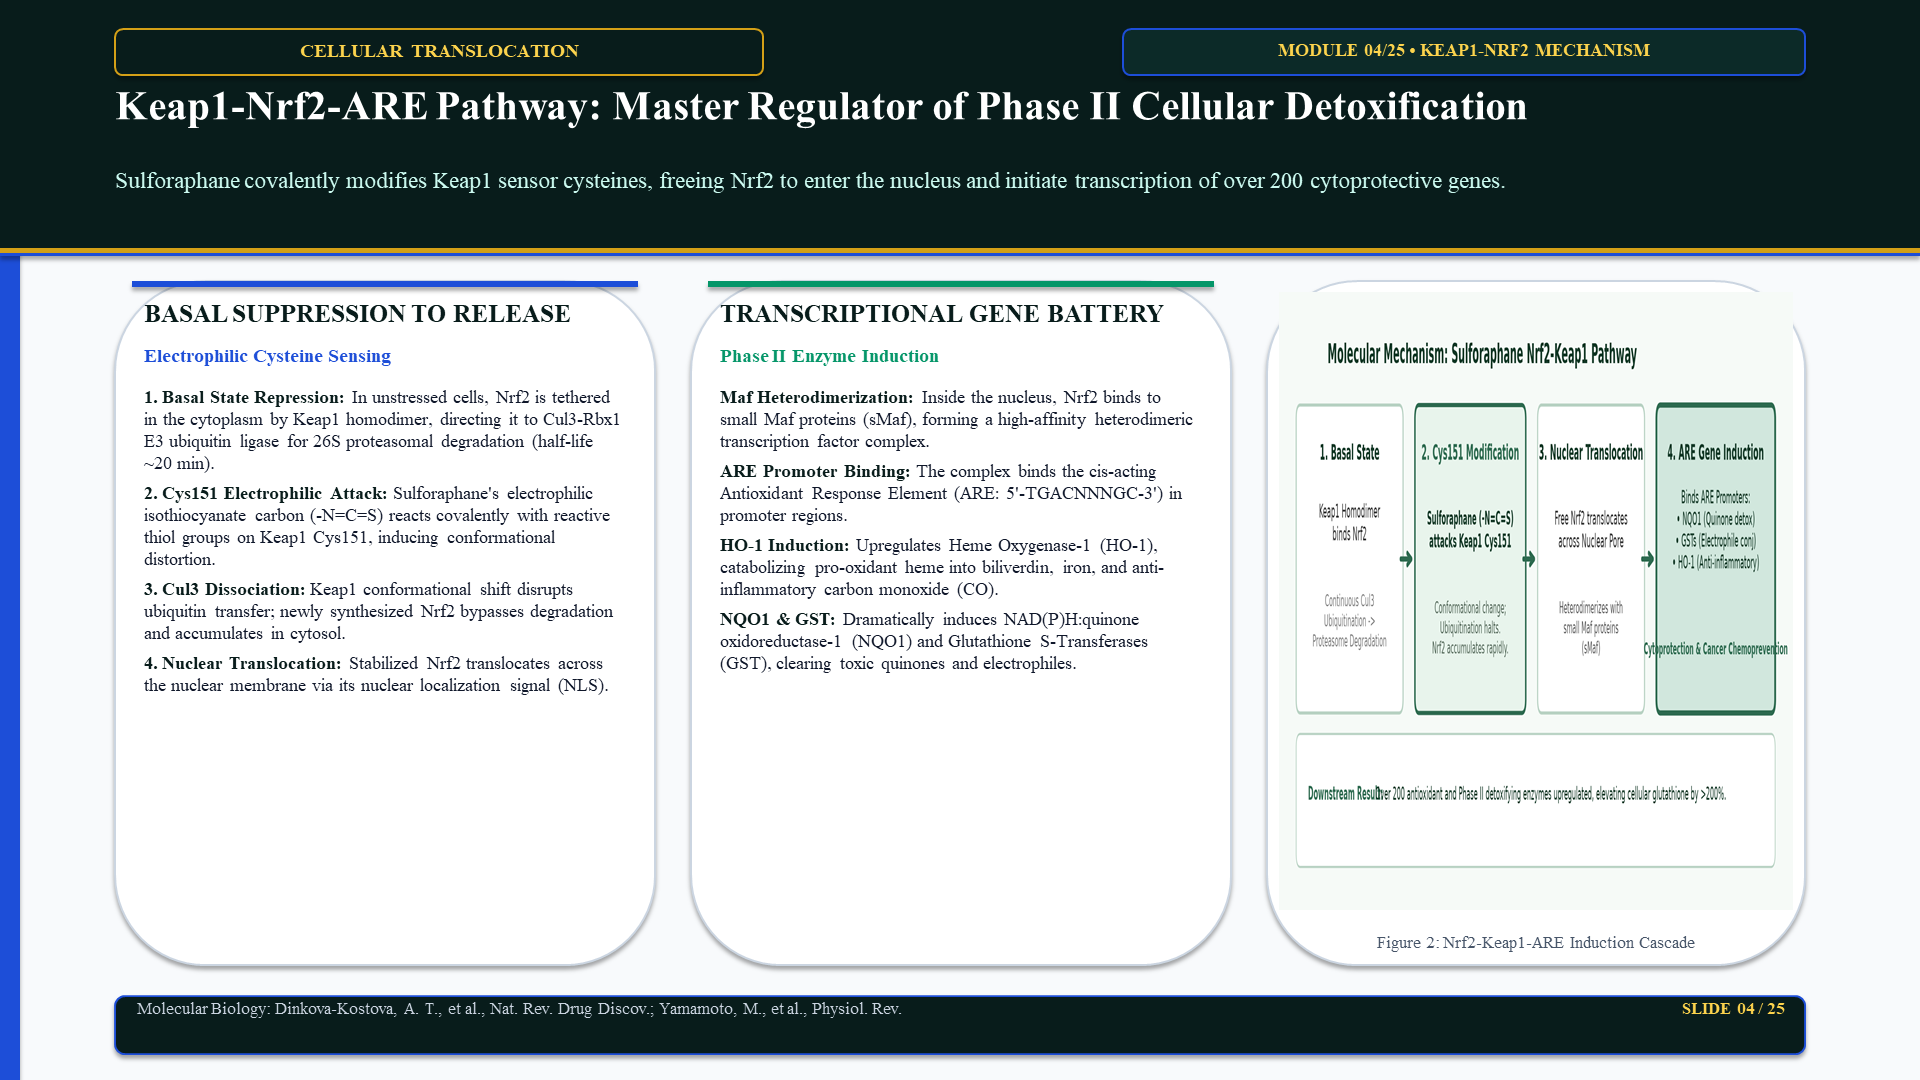 CELLULAR TRANSLOCATION
MODULE 04/25 • KEAP1-NRF2 MECHANISM
Keap1-Nrf2-ARE Pathway: Master Regulator of Phase II Cellular Detoxification
Sulforaphane covalently modifies Keap1 sensor cysteines, freeing Nrf2 to enter the nucleus and initiate transcription of over 200 cytoprotective genes.
BASAL SUPPRESSION TO RELEASE
Electrophilic Cysteine Sensing
1. Basal State Repression: In unstressed cells, Nrf2 is tethered
in the cytoplasm by Keap1 homodimer, directing it to Cul3-Rbx1
E3 ubiquitin ligase for 26S proteasomal degradation (half-life
~20 min).
2. Cys151 Electrophilic Attack: Sulforaphane's electrophilic
isothiocyanate carbon (-N=C=S) reacts covalently with reactive
thiol groups on Keap1 Cys151, inducing conformational
distortion.
3. Cul3 Dissociation: Keap1 conformational shift disrupts
ubiquitin transfer; newly synthesized Nrf2 bypasses degradation
and accumulates in cytosol.
4. Nuclear Translocation: Stabilized Nrf2 translocates across
the nuclear membrane via its nuclear localization signal (NLS).
TRANSCRIPTIONAL GENE BATTERY
Phase II Enzyme Induction
Maf Heterodimerization: Inside the nucleus, Nrf2 binds to
small Maf proteins (sMaf), forming a high-affinity heterodimeric
transcription factor complex.
ARE Promoter Binding: The complex binds the cis-acting
Antioxidant Response Element (ARE: 5'-TGACNNNGC-3') in
promoter regions.
HO-1 Induction: Upregulates Heme Oxygenase-1 (HO-1),
catabolizing pro-oxidant heme into biliverdin, iron, and anti-
inflammatory carbon monoxide (CO).
NQO1 & GST: Dramatically induces NAD(P)H:quinone
oxidoreductase-1 (NQO1) and Glutathione S-Transferases
(GST), clearing toxic quinones and electrophiles.
Molecular Mechanism: Sulforaphane Nrf2-Keap1 Pathway
1. Basal State
Keap1 Homodimer
binds Nrf2
Continuous Cul3
Ubiquitination ->
Proteasome Degradation
2. Cys151 Modification
Sulforaphane (-N=C=S)
attacks Keap1 Cys151
Conformational change;
Ubiquitination halts.
Nrf2 accumulates rapidly.
3. Nuclear Translocation
Free Nrf2 translocates
across Nuclear Pore
Heterodimerizes with
small Maf proteins
(sMaf)
4. ARE Gene Induction
Binds ARE Promoters:
• NQO1 (Quinone detox)
• GSTs (Electrophile conj)
• HO-1 (Anti-inflammatory)
Cytoprotection & Cancer Chemoprevention
Downstream Result: Over 200 antioxidant and Phase II detoxifying enzymes upregulated, elevating cellular glutathione by >200%.
Figure 2: Nrf2-Keap1-ARE Induction Cascade
Molecular Biology: Dinkova-Kostova, A. T., et al., Nat. Rev. Drug Discov.; Yamamoto, M., et al., Physiol. Rev.
SLIDE 04 / 25